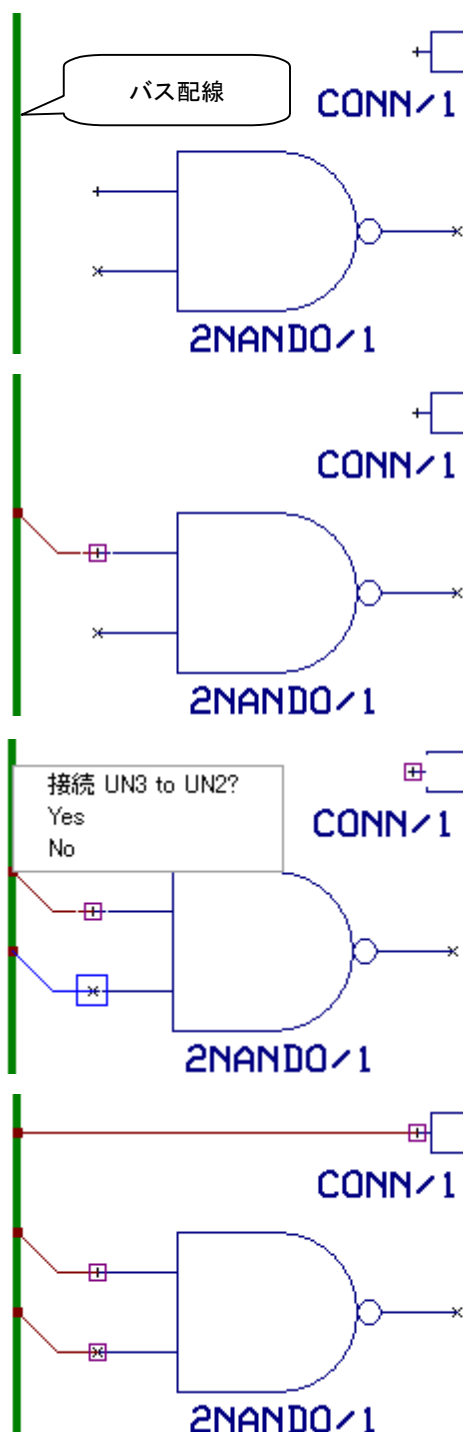 バス配線
CONN/1
2NANDO/1
CONN/1
2NANDO/1
接続 UN3 to UN2?
Yes
No
CONN/1
2NANDO/1
CONN/1
2NANDO/1